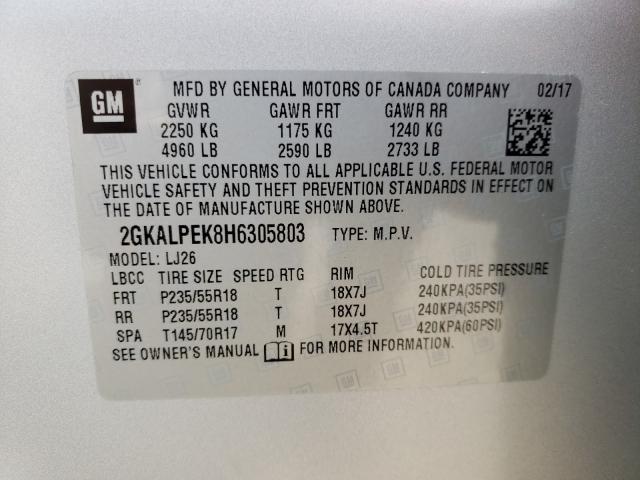 GM MFD BY GENERAL MOTORS OF CANADA COMPANY 02/17
GVWR GAWR FRT GAWR RR
2250 KG 1175 KG 1240 KG
4960 LB 2590 LB 2733 LB
THIS VEHICLE CONFORMS TO ALL APPLICABLE U.S. FEDERAL MOTOR
VEHICLE SAFETY AND THEFT PREVENTION STANDARDS IN EFFECT ON
THE DATE OF MANUFACTURE SHOWN ABOVE.
2GKALPEK8H6305803 TYPE: M.P.V.
MODEL: LJ26
LBCC TIRE SIZE SPEED RTG RIM COLD TIRE PRESSURE
FRT P235/55R18 T 18X7J 240KPA(35PSI)
RR P235/55R18 T 18X7J 240KPA(35PSI)
SPA T145/70R17 M 17X4.5T 420KPA(60PSI)
SEE OWNER'S MANUAL i FOR MORE INFORMATION.